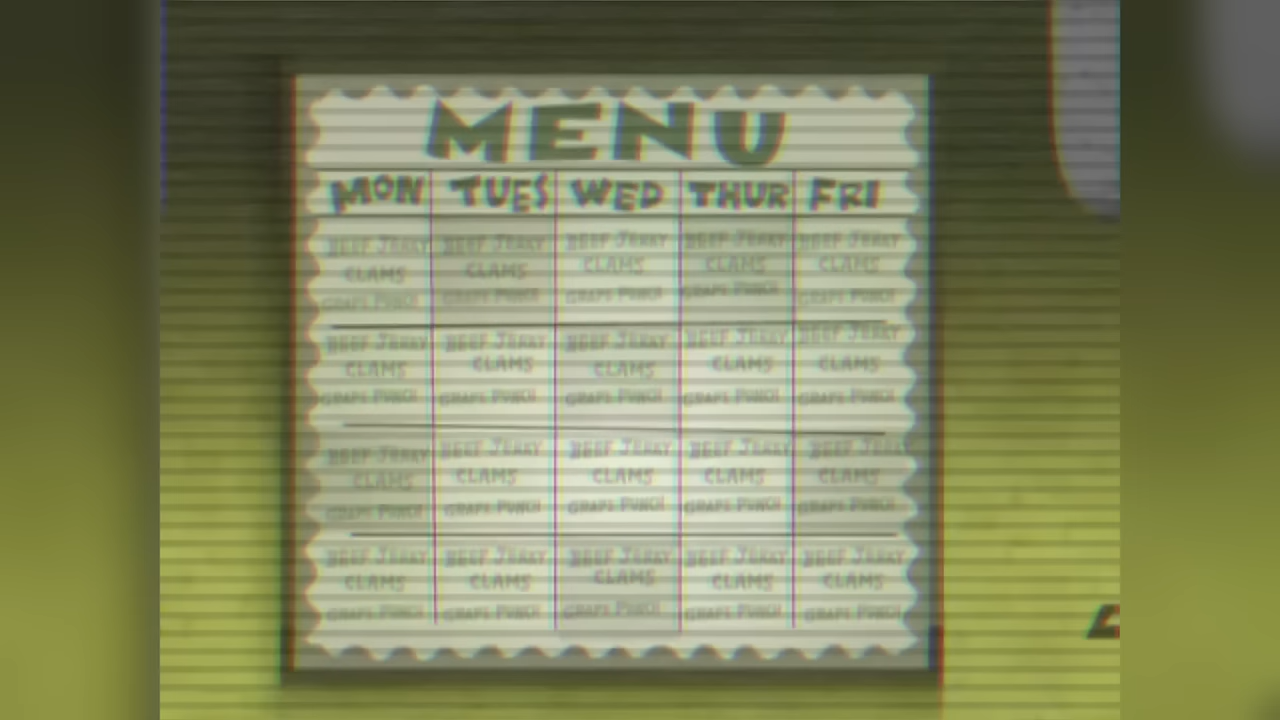 MENU
MON TUES WED THUR FRI
BEEF JERKY BEEF JERKY BEEF JERKY BEEF JERKY BEEF JERKY
CLAMS CLAMS CLAMS CLAMS CLAMS
GRAPE PUNCH GRAPE PUNCH GRAPE PUNCH GRAPE PUNCH GRAPE PUNCH
BEEF JERKY BEEF JERKY BEEF JERKY BEEF JERKY BEEF JERKY
CLAMS CLAMS CLAMS CLAMS CLAMS
GRAPE PUNCH GRAPE PUNCH GRAPE PUNCH GRAPE PUNCH GRAPE PUNCH
BEEF JERKY BEEF JERKY BEEF JERKY BEEF JERKY BEEF JERKY
CLAMS CLAMS CLAMS CLAMS CLAMS
GRAPE PUNCH GRAPE PUNCH GRAPE PUNCH GRAPE PUNCH GRAPE PUNCH
BEEF JERKY BEEF JERKY BEEF JERKY BEEF JERKY BEEF JERKY
CLAMS CLAMS CLAMS CLAMS CLAMS
GRAPE PUNCH GRAPE PUNCH GRAPE PUNCH GRAPE PUNCH GRAPE PUNCH